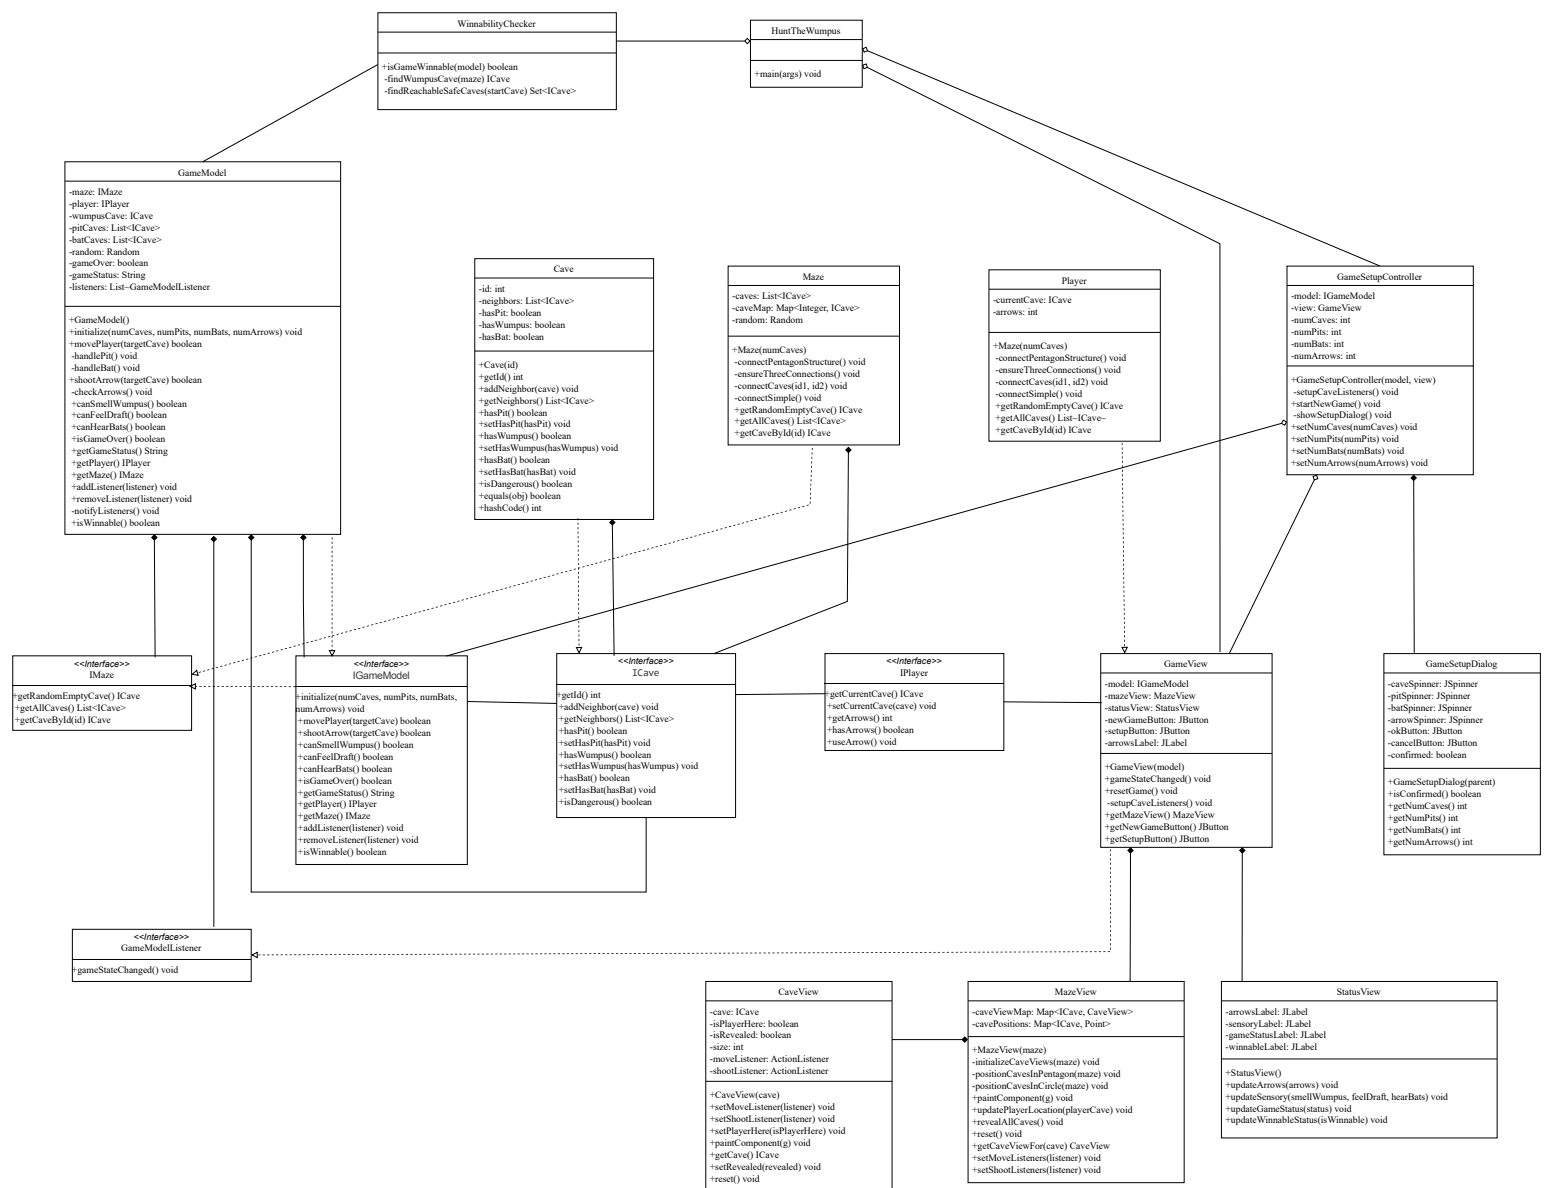 WinnabilityChecker
+isGameWinnable(model) boolean
-findWumpusCave(maze) ICave
-findReachableSafeCaves(startCave) Set<ICave>
HuntTheWumpus
+main(args) void
GameModel
-maze: IMaze
-player: IPlayer
-wumpusCave: ICave
-pitCaves: List<ICave>
-batCaves: List<ICave>
-random: Random
-gameOver: boolean
-gameStatus: String
-listeners: List~GameModelListener
+GameModel()
+initialize(numCaves, numPits, numBats, numArrows) void
+movePlayer(targetCave) boolean
-handlePit() void
-handleBat() void
+shootArrow(targetCave) boolean
-checkArrows() void
+canSmellWumpus() boolean
+canFeelDraft() boolean
+canHearBats() boolean
+isGameOver() boolean
+getGameStatus() String
+getPlayer() IPlayer
+getMaze() IMaze
+addListener(listener) void
+removeListener(listener) void
-notifyListeners() void
+isWinnable() boolean
Cave
-id: int
-neighbors: List<ICave>
-hasPit: boolean
-hasWumpus: boolean
-hasBat: boolean
+Cave(id)
+getId() int
+addNeighbor(cave) void
+getNeighbors() List<ICave>
+hasPit() boolean
+setHasPit(hasPit) void
+hasWumpus() boolean
+setHasWumpus(hasWumpus) void
+hasBat() boolean
+setHasBat(hasBat) void
+isDangerous() boolean
+equals(obj) boolean
+hashCode() int
Maze
-caves: List<ICave>
-caveMap: Map<Integer, ICave>
-random: Random
+Maze(numCaves)
-connectPentagonStructure() void
-ensureThreeConnections() void
-connectCaves(id1, id2) void
-connectSimple() void
+getRandomEmptyCave() ICave
+getAllCaves() List<ICave>
+getCaveById(id) ICave
Player
-currentCave: ICave
-arrows: int
+Maze(numCaves)
-connectPentagonStructure() void
-ensureThreeConnections() void
-connectCaves(id1, id2) void
-connectSimple() void
+getRandomEmptyCave() ICave
+getAllCaves() List~ICave~
+getCaveById(id) ICave
GameSetupController
-model: IGameModel
-view: GameView
-numCaves: int
-numPits: int
-numBats: int
-numArrows: int
+GameSetupController(model, view)
-setupCaveListeners() void
+startNewGame() void
-showSetupDialog() void
+setNumCaves(numCaves) void
+setNumPits(numPits) void
+setNumBats(numBats) void
+setNumArrows(numArrows) void
<<Interface>>
IMaze
+getRandomEmptyCave() ICave
+getAllCaves() List<ICave>
+getCaveById(id) ICave
<<Interface>>
IGameModel
+initialize(numCaves, numPits, numBats,
numArrows) void
+movePlayer(targetCave) boolean
+shootArrow(targetCave) boolean
+canSmellWumpus() boolean
+canFeelDraft() boolean
+canHearBats() boolean
+isGameOver() boolean
+getGameStatus() String
+getPlayer() IPlayer
+getMaze() IMaze
+addListener(listener) void
+removeListener(listener) void
+isWinnable() boolean
<<Interface>>
ICave
+getId() int
+addNeighbor(cave) void
+getNeighbors() List<ICave>
+hasPit() boolean
+setHasPit(hasPit) void
+hasWumpus() boolean
+setHasWumpus(hasWumpus) void
+hasBat() boolean
+setHasBat(hasBat) void
+isDangerous() boolean
<<Interface>>
IPlayer
+getCurrentCave() ICave
+setCurrentCave(cave) void
+getArrows() int
+hasArrows() boolean
+useArrow() void
GameView
-model: IGameModel
-mazeView: MazeView
-statusView: StatusView
-newGameButton: JButton
-setupButton: JButton
-arrowsLabel: JLabel
+GameView(model)
+gameStateChanged() void
+resetGame() void
-setupCaveListeners() void
+getMazeView() MazeView
+getNewGameButton() JButton
+getSetupButton() JButton
GameSetupDialog
-caveSpinner: JSpinner
-pitSpinner: JSpinner
-batSpinner: JSpinner
-arrowSpinner: JSpinner
-okButton: JButton
-cancelButton: JButton
-confirmed: boolean
+GameSetupDialog(parent)
+isConfirmed() boolean
+getNumCaves() int
+getNumPits() int
+getNumBats() int
+getNumArrows() int
<<Interface>>
GameModelListener
+gameStateChanged() void
CaveView
-cave: ICave
-isPlayerHere: boolean
-isRevealed: boolean
-size: int
-moveListener: ActionListener
-shootListener: ActionListener
+CaveView(cave)
+setMoveListener(listener) void
+setShootListener(listener) void
+setPlayerHere(isPlayerHere) void
+paintComponent(g) void
+getCave() ICave
+setRevealed(revealed) void
+reset() void
MazeView
-caveViewMap: Map<ICave, CaveView>
-cavePositions: Map<ICave, Point>
+MazeView(maze)
-initializeCaveViews(maze) void
-positionCavesInPentagon(maze) void
-positionCavesInCircle(maze) void
+paintComponent(g) void
+updatePlayerLocation(playerCave) void
+revealAllCaves() void
+reset() void
+getCaveViewFor(cave) CaveView
+setMoveListeners(listener) void
+setShootListeners(listener) void
StatusView
-arrowsLabel: JLabel
-sensoryLabel: JLabel
-gameStatusLabel: JLabel
-winnableLabel: JLabel
+StatusView()
+updateArrows(arrows) void
+updateSensory(smellWumpus, feelDraft, hearBats) void
+updateGameStatus(status) void
+updateWinnableStatus(isWinnable) void